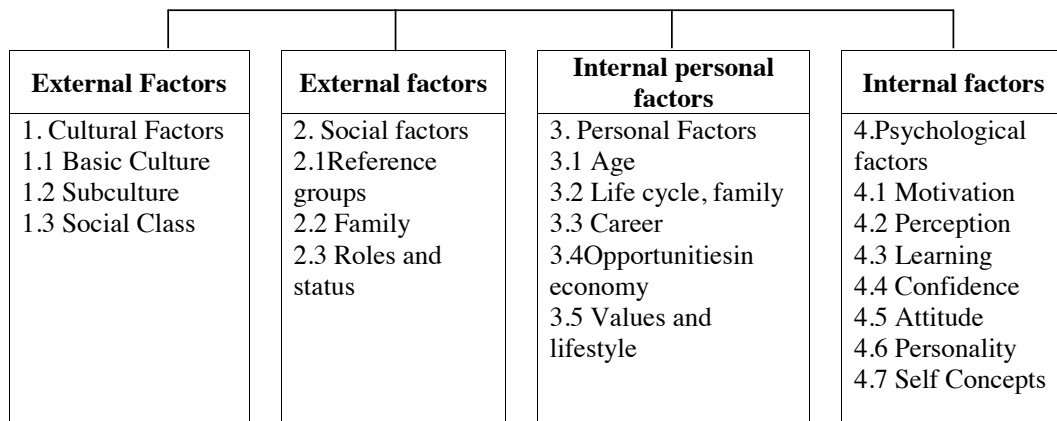 External Factors
1. Cultural Factors
1.1 Basic Culture
1.2 Subculture
1.3 Social Class
External factors
2. Social factors
2.1Reference
groups
2.2 Family
2.3 Roles and
status
Internal personal
factors
3. Personal Factors
3.1 Age
3.2 Life cycle, family
3.3 Career
3.4Opportunitiesin
economy
3.5 Values and
lifestyle
Internal factors
4.Psychological
factors
4.1 Motivation
4.2 Perception
4.3 Learning
4.4 Confidence
4.5 Attitude
4.6 Personality
4.7 Self Concepts